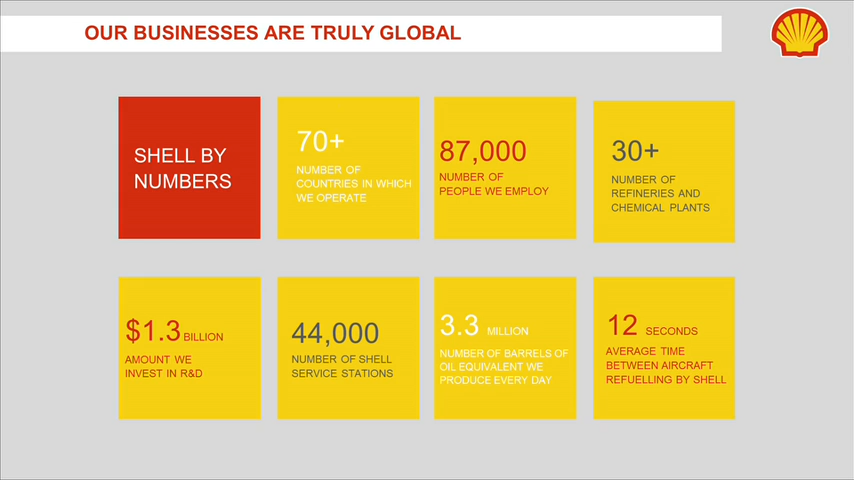 OUR BUSINESSES ARE TRULY GLOBAL
SHELL BY
NUMBERS
70+
NUMBER OF
COUNTRIES IN WHICH
WE OPERATE
87,000
NUMBER OF
PEOPLE WE EMPLOY
30+
NUMBER OF
REFINERIES AND
CHEMICAL PLANTS
$1.3 BILLION
AMOUNT WE
INVEST IN R&D
44,000
NUMBER OF SHELL
SERVICE STATIONS
3.3 MILLION
NUMBER OF BARRELS OF
OIL EQUIVALENT WE
PRODUCE EVERY DAY
12 SECONDS
AVERAGE TIME
BETWEEN AIRCRAFT
REFUELLING BY SHELL